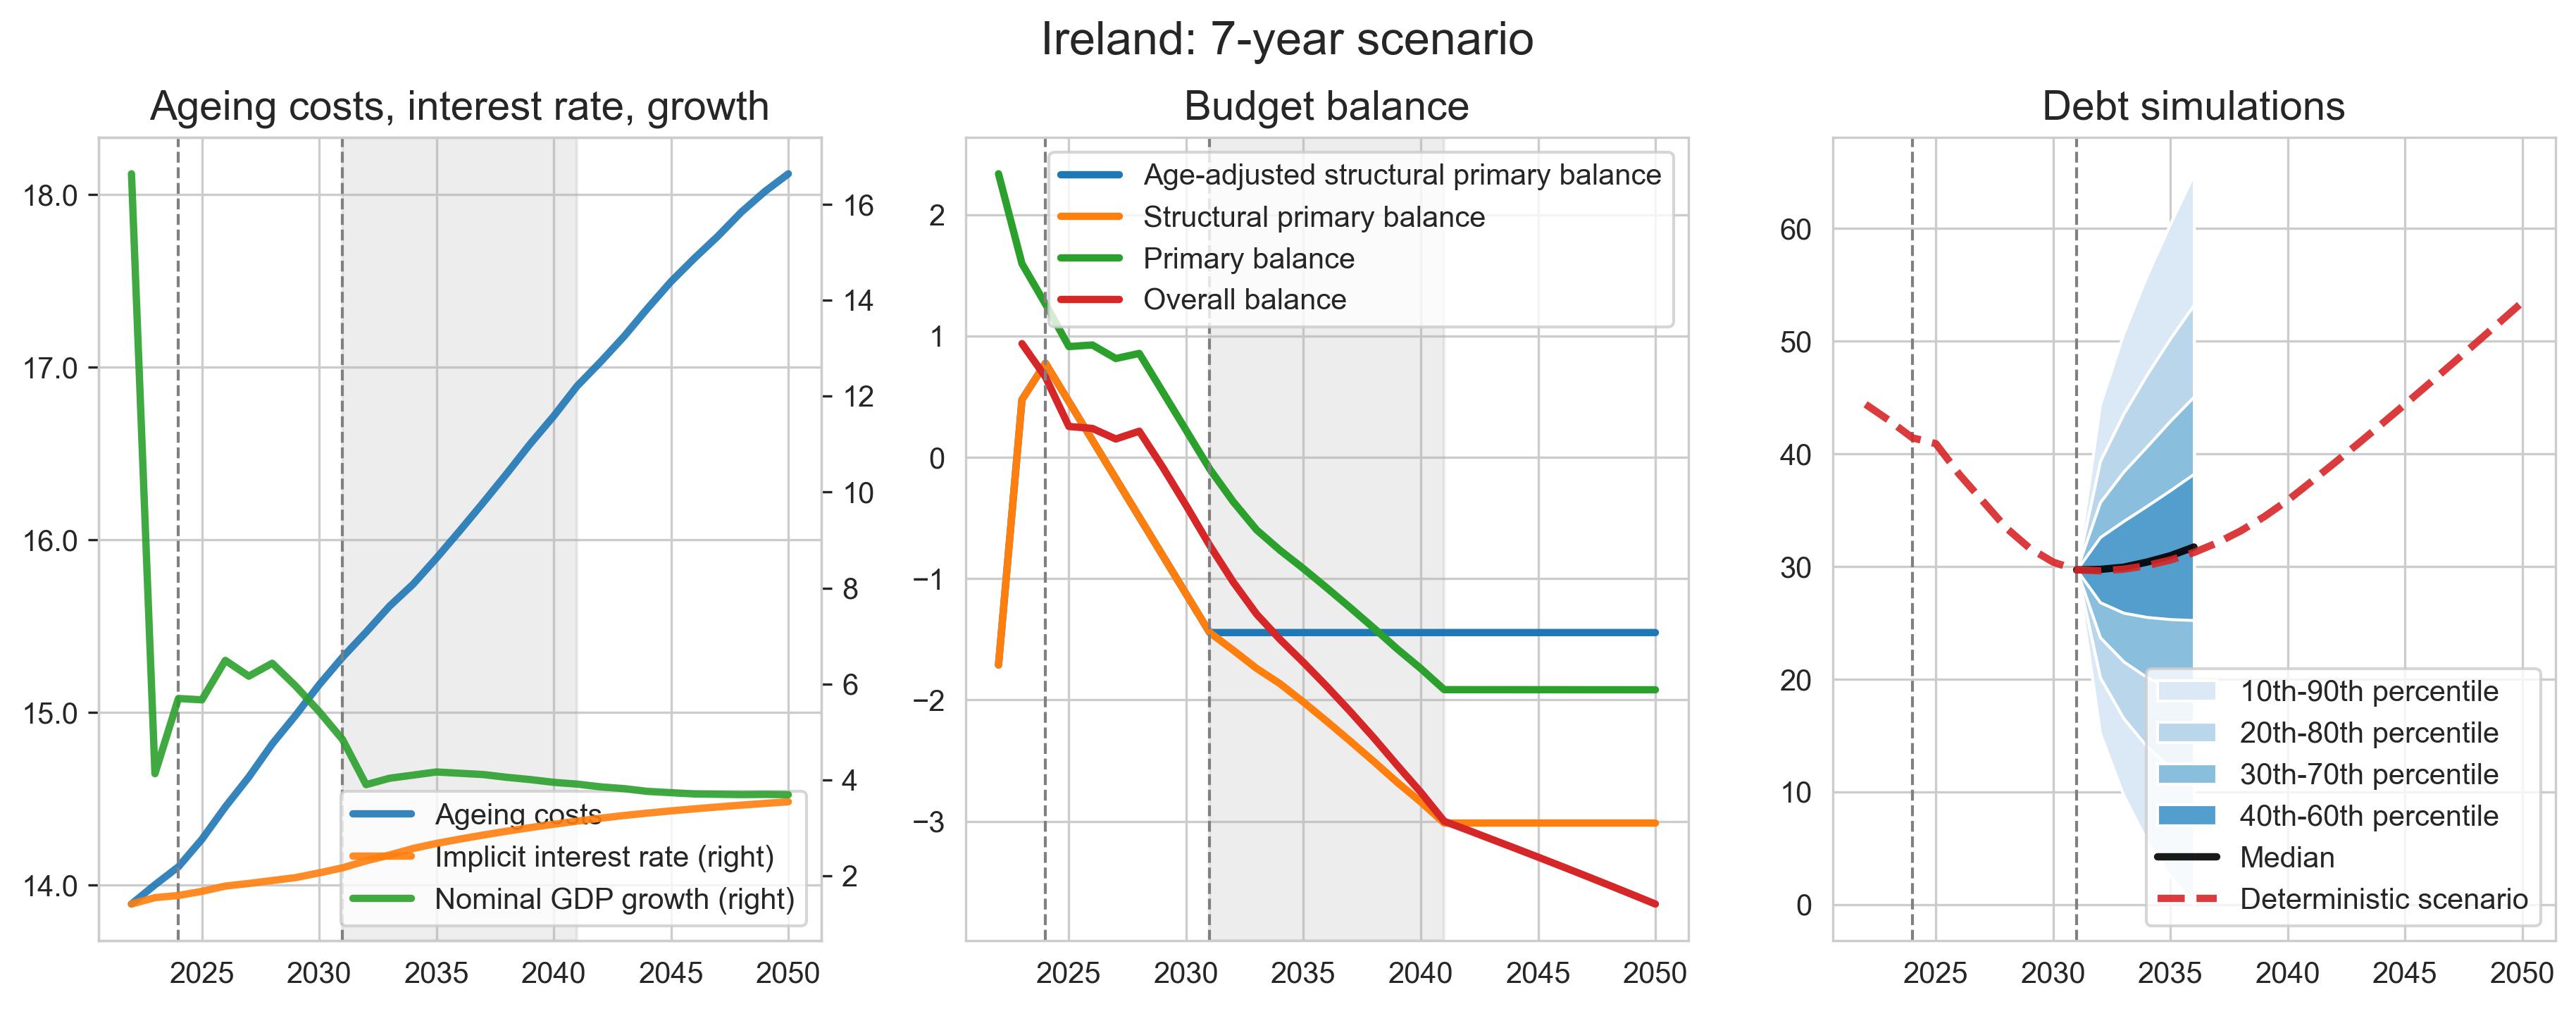 Ireland: 7-year scenario
Ageing costs, interest rate, growth
18.0
17.0
16.0
15.0
14.0
16
14
12
10
8
6
4
2
Ageing costs
Implicit interest rate (right)
Nominal GDP growth (right)
2025 2030 2035 2040 2045 2050
Budget balance
2
1
0
−1
−2
−3
Age-adjusted structural primary balance
Structural primary balance
Primary balance
Overall balance
2025 2030 2035 2040 2045 2050
Debt simulations
60
50
40
30
20
10
0
10th-90th percentile
20th-80th percentile
30th-70th percentile
40th-60th percentile
Median
Deterministic scenario
2025 2030 2035 2040 2045 2050